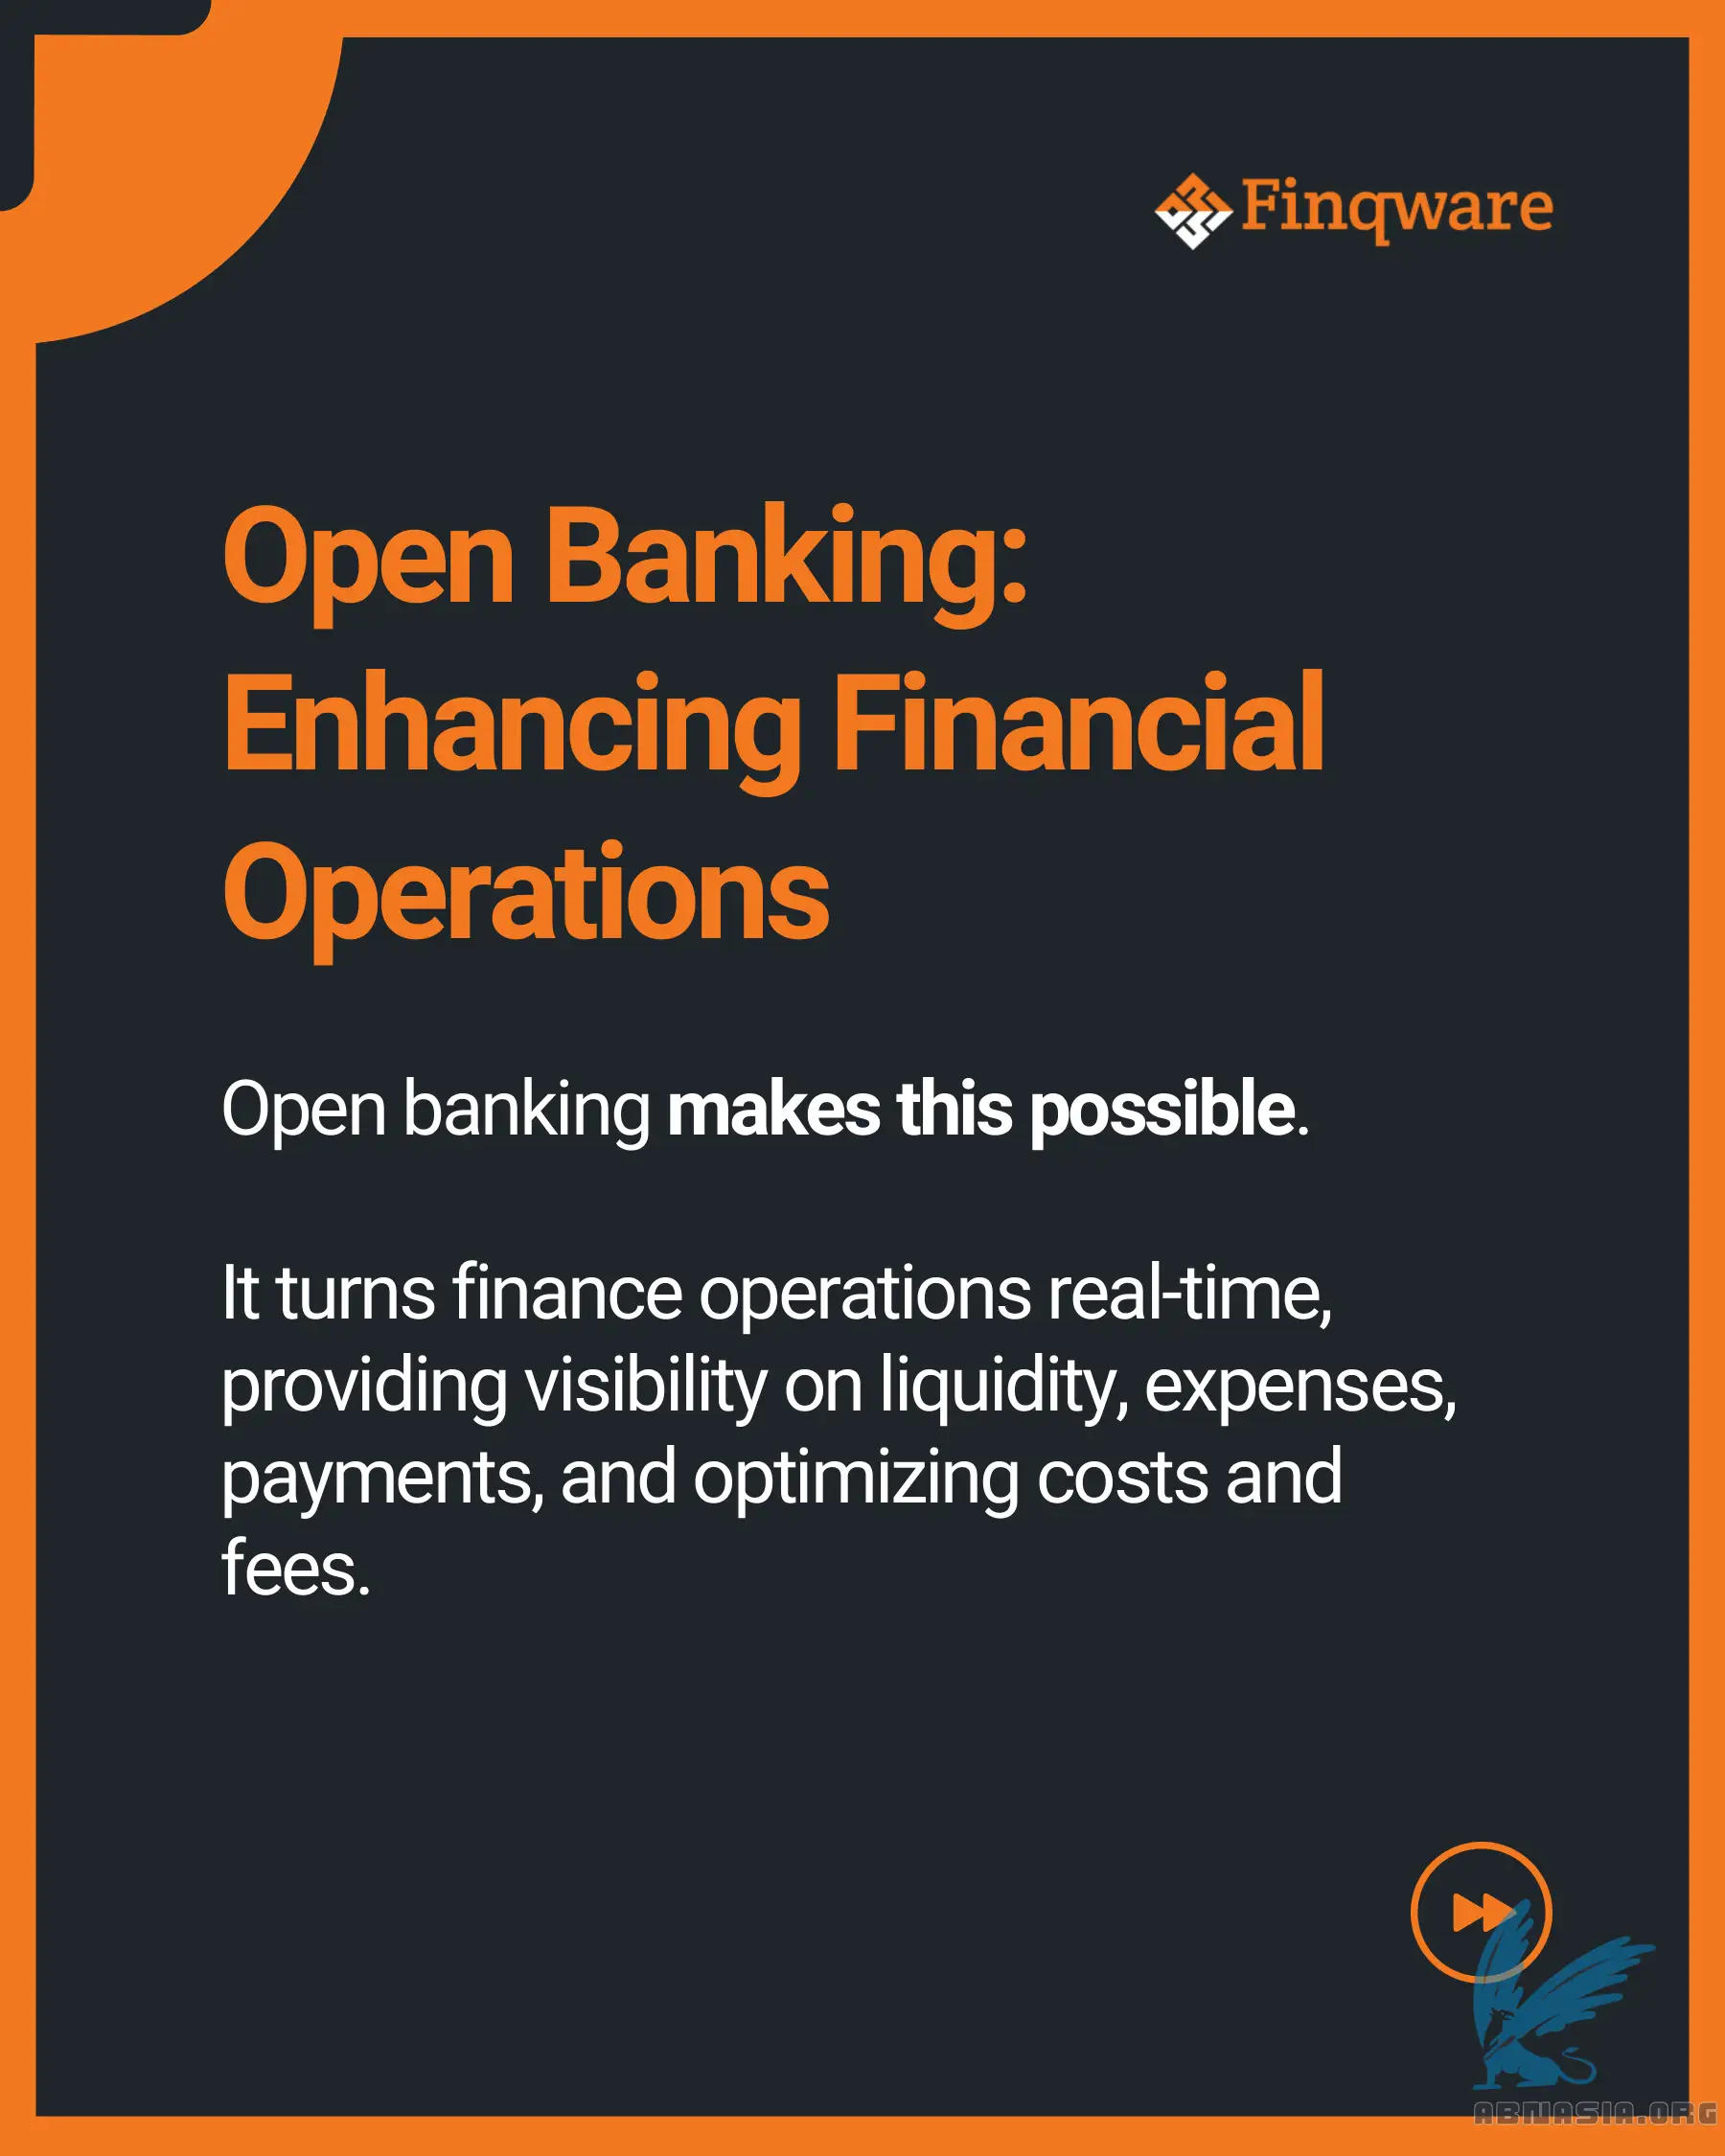 Finqware
Open Banking:
Enhancing Financial
Operations
Open banking makes this possible.
It turns finance operations real-time,
providing visibility on liquidity, expenses,
payments, and optimizing costs and
fees.
ABNASIA.ORG